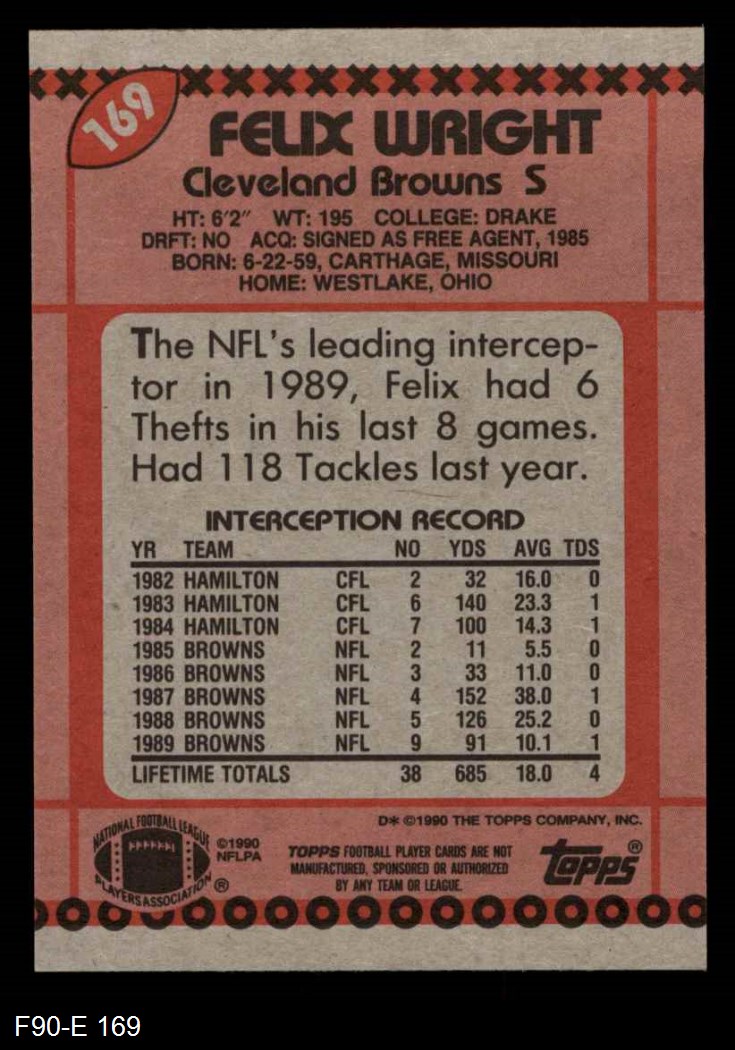 169
FELIX WRIGHT
Cleveland Browns S
HT: 6'2" WT: 195 COLLEGE: DRAKE
DRFT: NO ACQ: SIGNED AS FREE AGENT, 1985
BORN: 6-22-59, CARTHAGE, MISSOURI
HOME: WESTLAKE, OHIO
The NFL's leading intercep-
tor in 1989, Felix had 6
Thefts in his last 8 games.
Had 118 Tackles last year.
INTERCEPTION RECORD
YR TEAM NO YDS AVG TDS
1982 HAMILTON CFL 2 32 16.0 0
1983 HAMILTON CFL 6 140 23.3 1
1984 HAMILTON CFL 7 100 14.3 1
1985 BROWNS NFL 2 11 5.5 0
1986 BROWNS NFL 3 33 11.0 0
1987 BROWNS NFL 4 152 38.0 1
1988 BROWNS NFL 5 126 25.2 0
1989 BROWNS NFL 9 91 10.1 1
LIFETIME TOTALS 38 685 18.0 4
D* ©1990 THE TOPPS COMPANY, INC.
NATIONAL FOOTBALL LEAGUE
PLAYERS ASSOCIATION ®
©1990
NFLPA
TOPPS FOOTBALL PLAYER CARDS ARE NOT
MANUFACTURED, SPONSORED OR AUTHORIZED
BY ANY TEAM OR LEAGUE.
topps®
F90-E 169